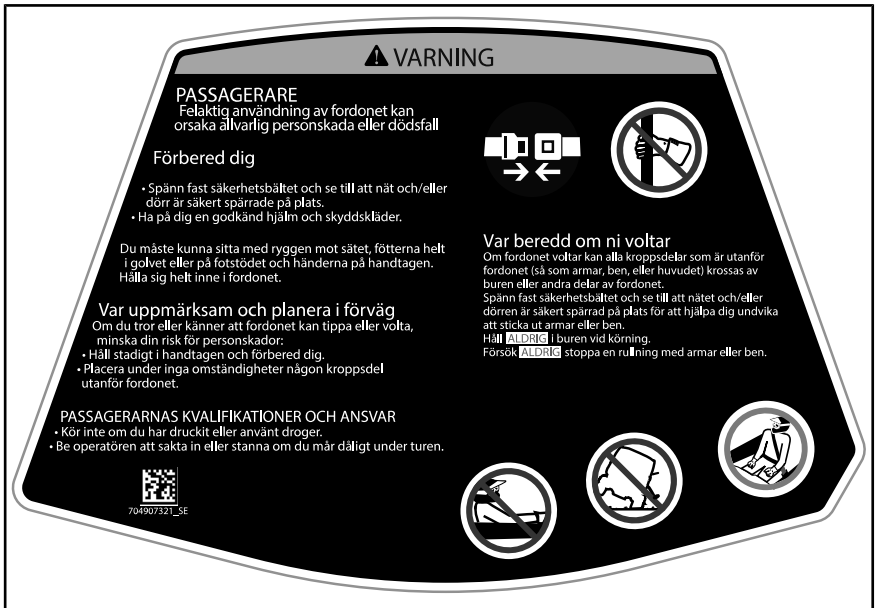 VARNING
PASSAGERARE
Felaktig användning av fordonet kan
orsaka allvarlig personskada eller dödsfall
Förbered dig
• Spänn fast säkerhetsbältet och se till att nät och/eller
dörr är säkert spärrade på plats.
• Ha på dig en godkänd hjälm och skyddskläder.
Du måste kunna sitta med ryggen mot sätet, fötterna helt
i golvet eller på fotstödet och händerna på handtagen.
Hålla sig helt inne i fordonet.
Var uppmärksam och planera i förväg
Om du tror eller känner att fordonet kan tippa eller volta,
minska din risk för personskador:
• Håll stadigt i handtagen och förbered dig.
• Placera under inga omständigheter någon kroppsdel
utanför fordonet.
PASSAGERARNAS KVALIFIKATIONER OCH ANSVAR
• Kör inte om du har druckit eller använt droger.
• Be operatören att sakta in eller stanna om du mår dåligt under turen.
704907321_SE
Var beredd om ni voltar
Om fordonet voltar kan alla kroppsdelar som är utanför
fordonet (så som armar, ben, eller huvudet) krossas av
buren eller andra delar av fordonet.
Spänn fast säkerhetsbältet och se till att nätet och/eller
dörren är säkert spärrad på plats för att hjälpa dig undvika
att sticka ut armar eller ben.
Håll ALDRIG i buren vid körning.
Försök ALDRIG stoppa en rullning med armar eller ben.